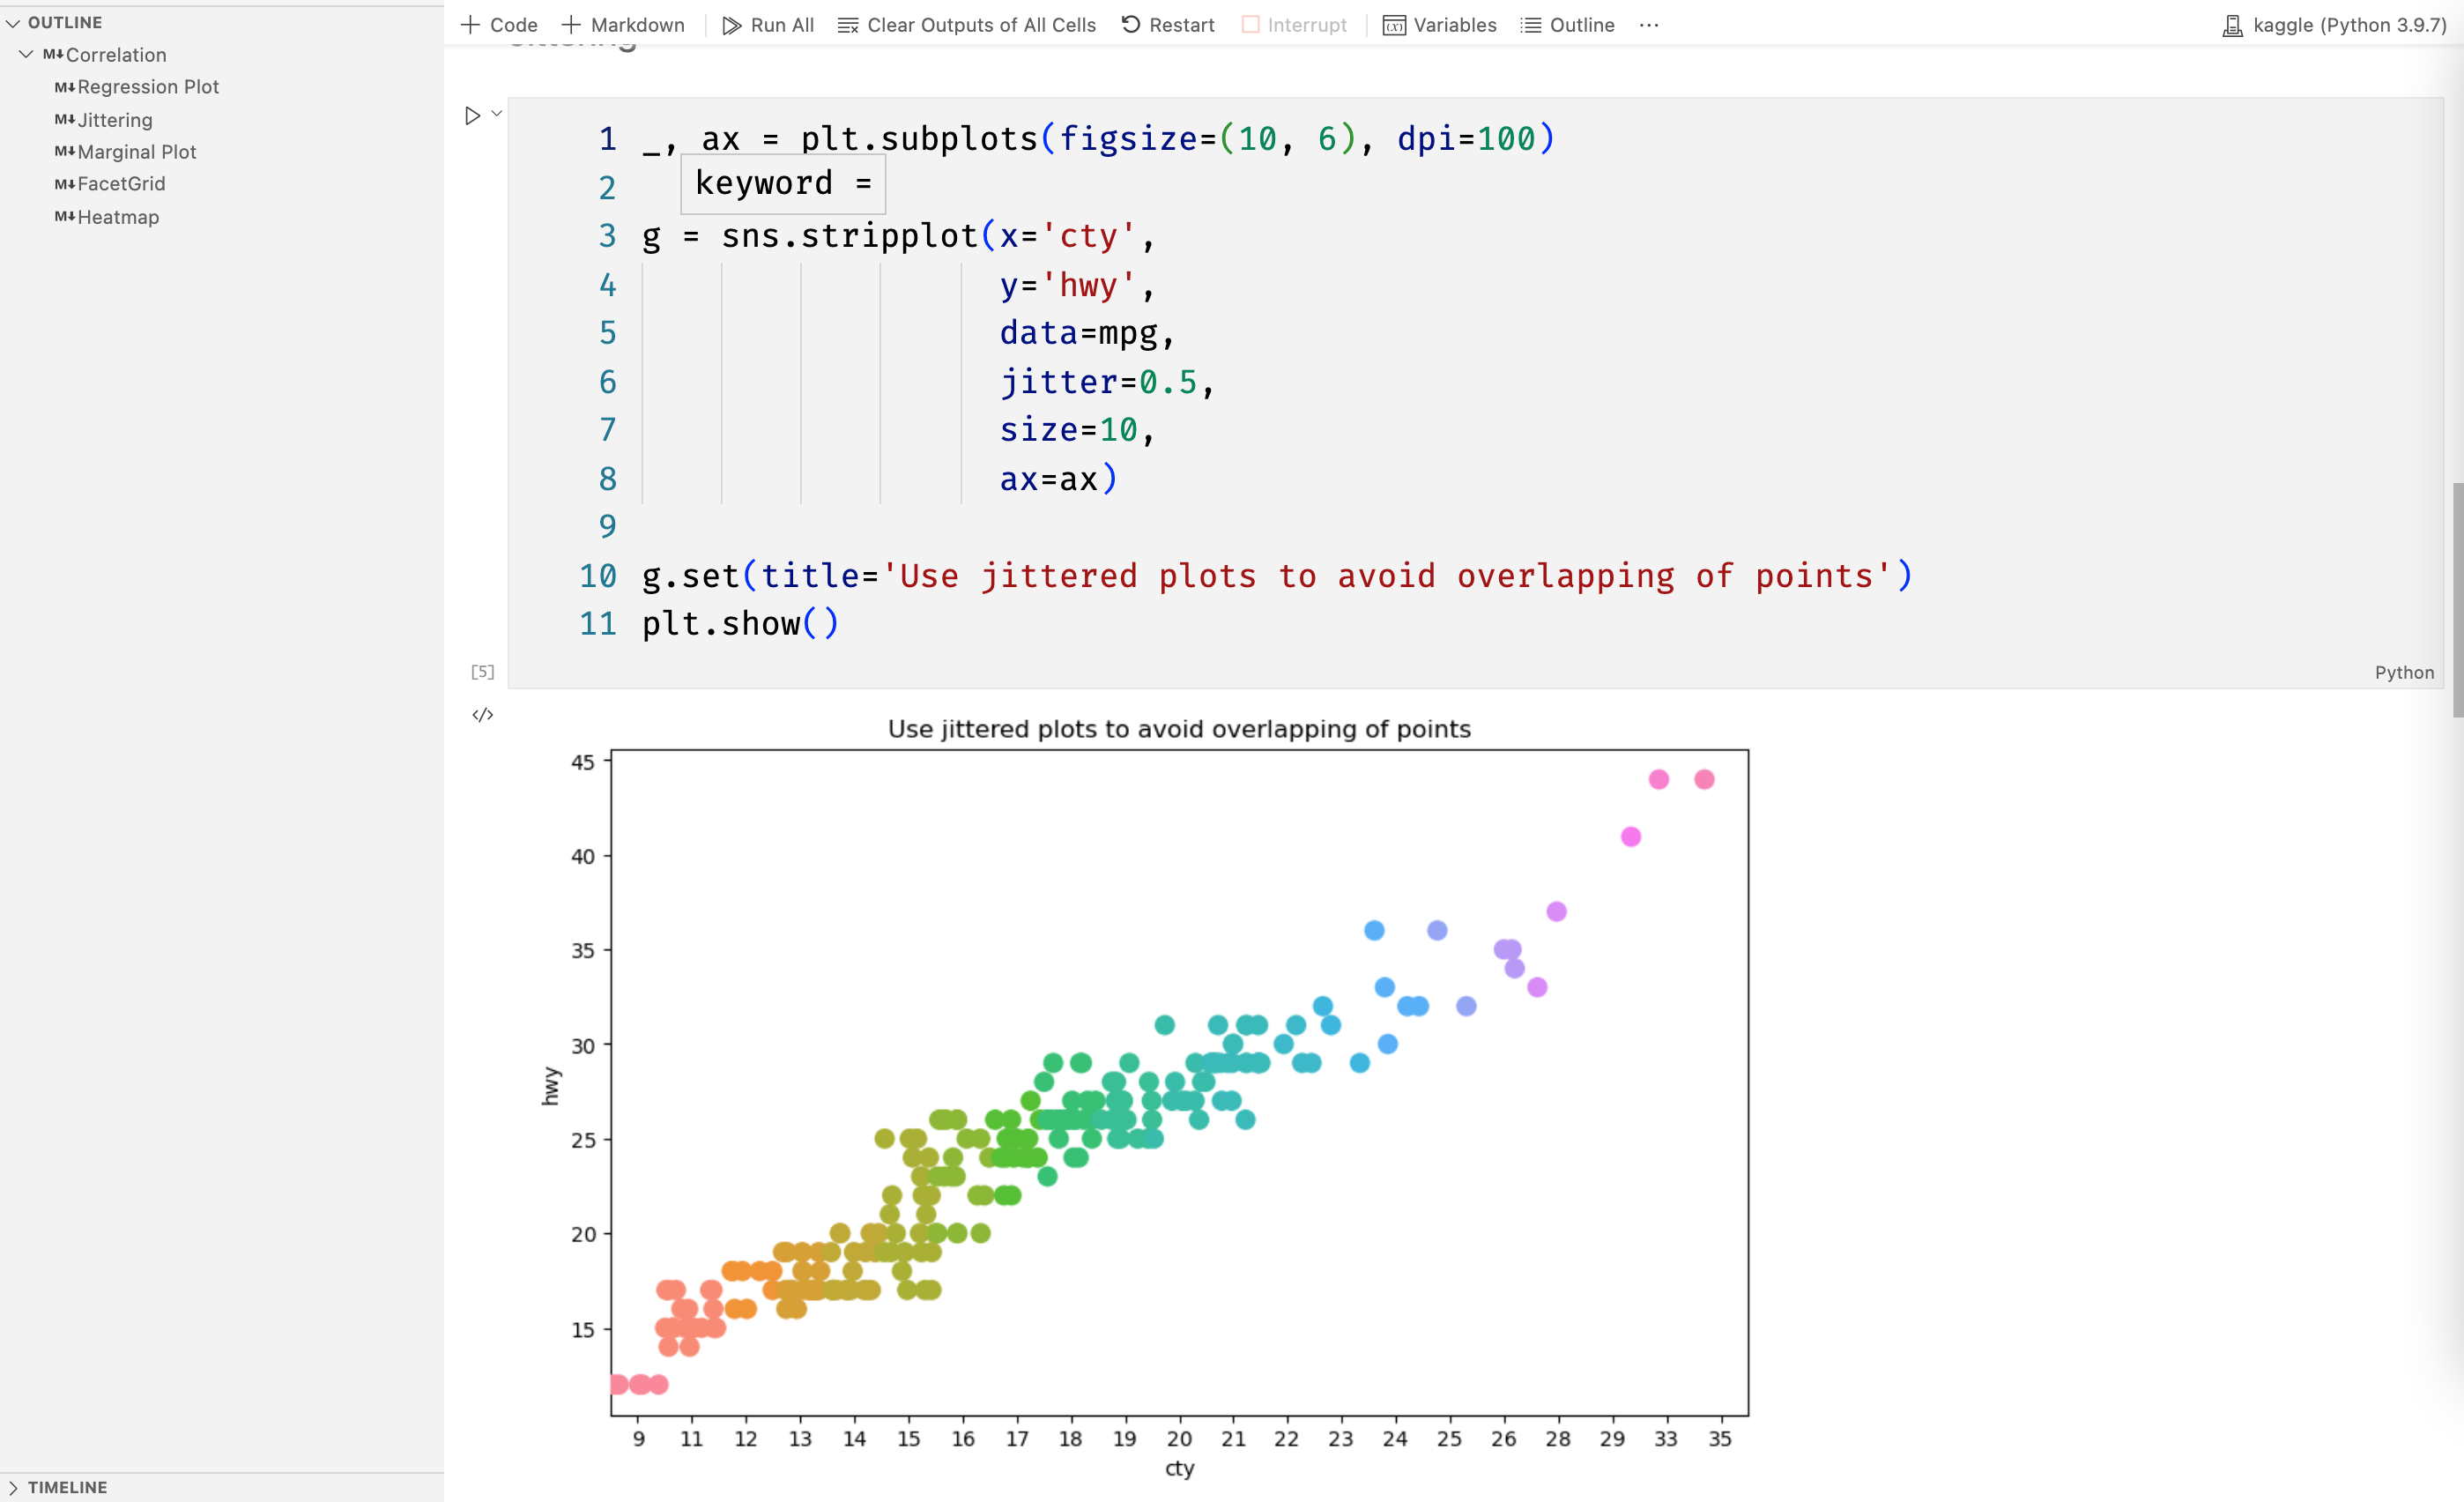 OUTLINE
Correlation
Regression Plot
Jittering
Marginal Plot
FacetGrid
Heatmap
TIMELINE
Code Markdown Run All Clear Outputs of All Cells Restart Interrupt Variables Outline ... kaggle (Python 3.9.7)
1 _, ax = plt.subplots(figsize=(10, 6), dpi=100)
keyword =
2
3 g = sns.stripplot(x='cty',
4 y='hwy',
5 data=mpg,
6 jitter=0.5,
7 size=10,
8 ax=ax)
9
10 g.set(title='Use jittered plots to avoid overlapping of points')
11 plt.show()
[5]
Python
Use jittered plots to avoid overlapping of points
45
40
35
30
25
20
15
hwy
9 11 12 13 14 15 16 17 18 19 20 21 22 23 24 25 26 28 29 33 35
cty